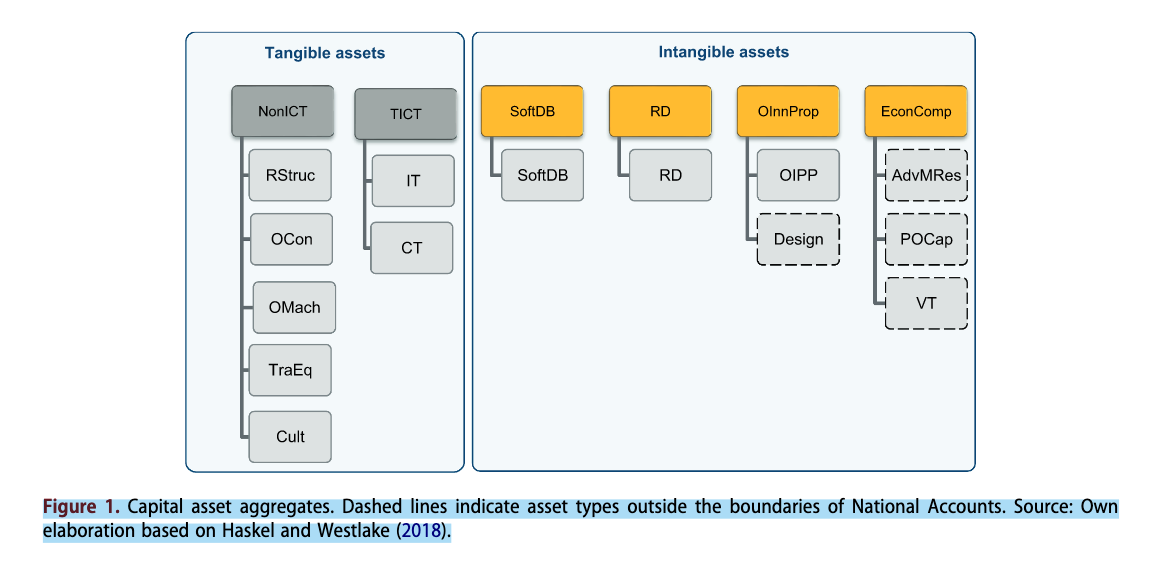 Tangible assets
NonICT
RStruc
OCon
OMach
TraEq
Cult
TICT
IT
CT
Intangible assets
SoftDB
SoftDB
RD
RD
OInnProp
OIPP
Design
EconComp
AdvMRes
POCap
VT
Figure 1. Capital asset aggregates. Dashed lines indicate asset types outside the boundaries of National Accounts. Source: Own
elaboration based on Haskel and Westlake (2018).